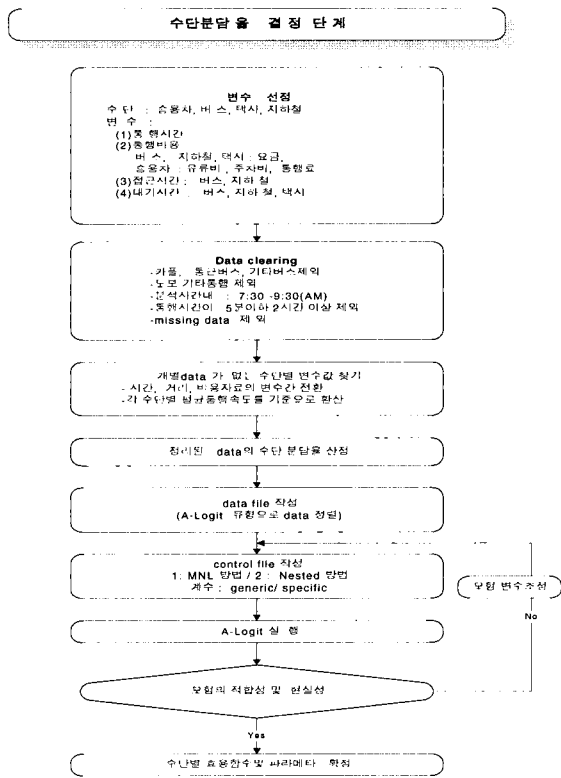 수단분담율 결정 단계
변수 선정
수 단 : 승용차, 버스, 택시, 지하철
변 수 :
(1)통행시간
(2)통행비용
버스, 지하철, 택시 : 요금,
승용차 : 유류비, 주차비, 통행료
(3)접근시간 : 버스, 지하철
(4)대기시간 : 버스, 지하철, 택시
Data clearing
-카풀, 통근버스, 기타버스제외
-도보 기타통행 제외
-분석시간대 : 7:30 -9:30(AM)
-통행시간이 5분이하 2시간 이상 제외
-missing data 제외
개별data 가 없는 수단별 변수값 찾기
- 시간, 거리, 비용자료의 변수간 전환
-각 수단별 평균통행속도를 기준으로 환산
정리된 data의 수단 분담율 산정
data file 작성
(A-Logit 유형으로 data 정렬)
control file 작성
1: MNL 방법 / 2 : Nested 방법
계수 : generic/ specific
모형 변수조정
No
A-Logit 실행
모형의 적합성 및 현실성
Yes
수단별 효용함수및 파라메타 확정